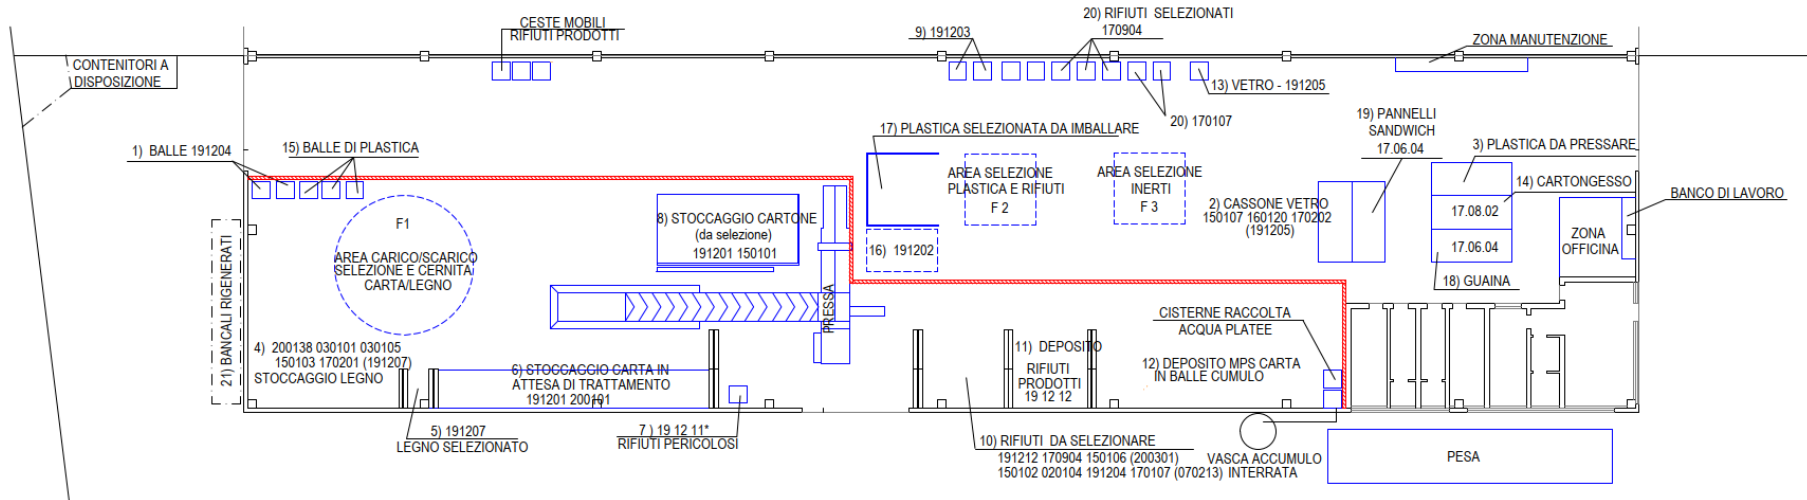 CESTE MOBILI
RIFIUTI PRODOTTI
20) RIFIUTI SELEZIONATI
170904
9) 191203
ZONA MANUTENZIONE
CONTENITORI A
DISPOSIZIONE
13) VETRO - 191205
20) 170107
19) PANNELLI
SANDWICH
17.06.04
17) PLASTICA SELEZIONATA DA IMBALLARE
3) PLASTICA DA PRESSARE
1) BALLE 191204
15) BALLE DI PLASTICA
AREA SELEZIONE
PLASTICA E RIFIUTI
F 2
AREA SELEZIONE
INERTI
F 3
14) CARTONGESSO
BANCO DI LAVORO
2) CASSONE VETRO
150107 160120 170202
(191205)
17.08.02
17.06.04
18) GUAINA
ZONA
OFFICINA
F1
AREA CARICO/SCARICO
SELEZIONE E CERNITA
CARTA/LEGNO
8) STOCCAGGIO CARTONE
(da selezione)
191201 150101
16) 191202
PRESSA
21) BANCALI RIGENERATI
CISTERNE RACCOLTA
ACQUA PLATEE
4) 200138 030101 030105
150103 170201 (191207)
STOCCAGGIO LEGNO
6) STOCCAGGIO CARTA IN
ATTESA DI TRATTAMENTO
191201 200101
11) DEPOSITO
RIFIUTI
PRODOTTI
19 12 12
12) DEPOSITO MPS CARTA
IN BALLE CUMULO
5) 191207
LEGNO SELEZIONATO
7 ) 19 12 11*
RIFIUTI PERICOLOSI
10) RIFIUTI DA SELEZIONARE
191212 170904 150106 (200301)
150102 020104 191204 170107 (070213)
VASCA ACCUMULO
INTERRATA
PESA